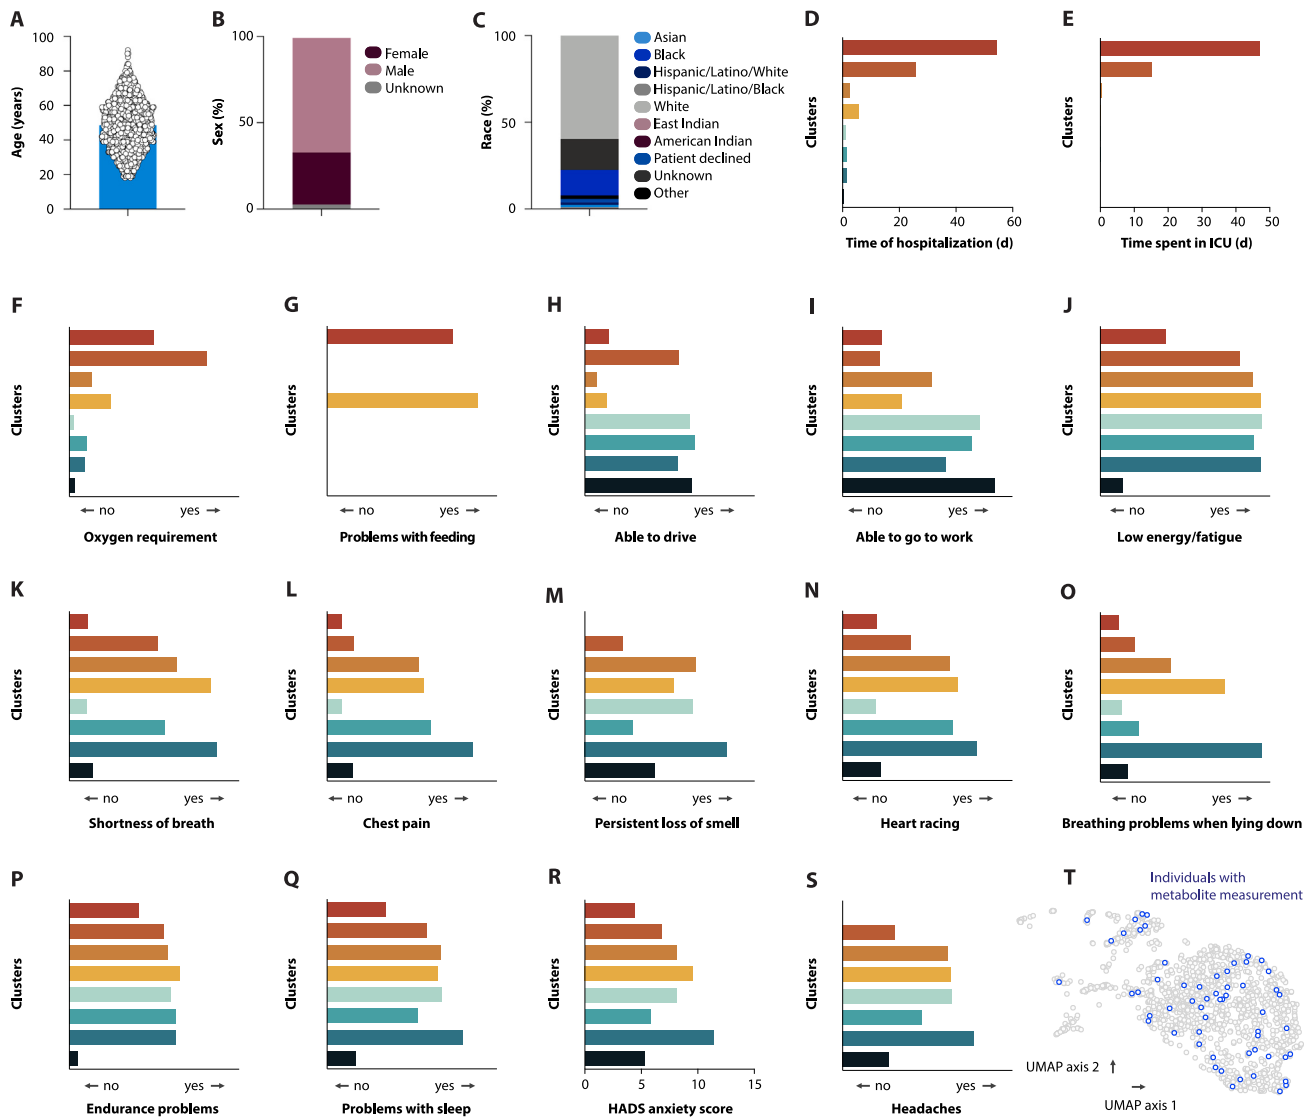 A
Age (years)
100
80
60
40
20
0
B
Sex (%)
100
50
0
Female
Male
Unknown
C
Race (%)
100
50
0
Asian
Black
Hispanic/Latino/White
Hispanic/Latino/Black
White
East Indian
American Indian
Patient declined
Unknown
Other
D
Clusters
0 20 40 60
Time of hospitalization (d)
E
Clusters
0 10 20 30 40 50
Time spent in ICU (d)
F
Clusters
← no yes →
Oxygen requirement
G
Clusters
← no yes →
Problems with feeding
H
Clusters
← no yes →
Able to drive
I
Clusters
← no yes →
Able to go to work
J
Clusters
← no yes →
Low energy/fatigue
K
Clusters
← no yes →
Shortness of breath
L
Clusters
← no yes →
Chest pain
M
Clusters
← no yes →
Persistent loss of smell
N
Clusters
← no yes →
Heart racing
O
Clusters
← no yes →
Breathing problems when lying down
P
Clusters
← no yes →
Endurance problems
Q
Clusters
← no yes →
Problems with sleep
R
Clusters
0 5 10 15
HADS anxiety score
S
Clusters
← no yes →
Headaches
T
Individuals with
metabolite measurement
UMAP axis 2 ↑
→
UMAP axis 1